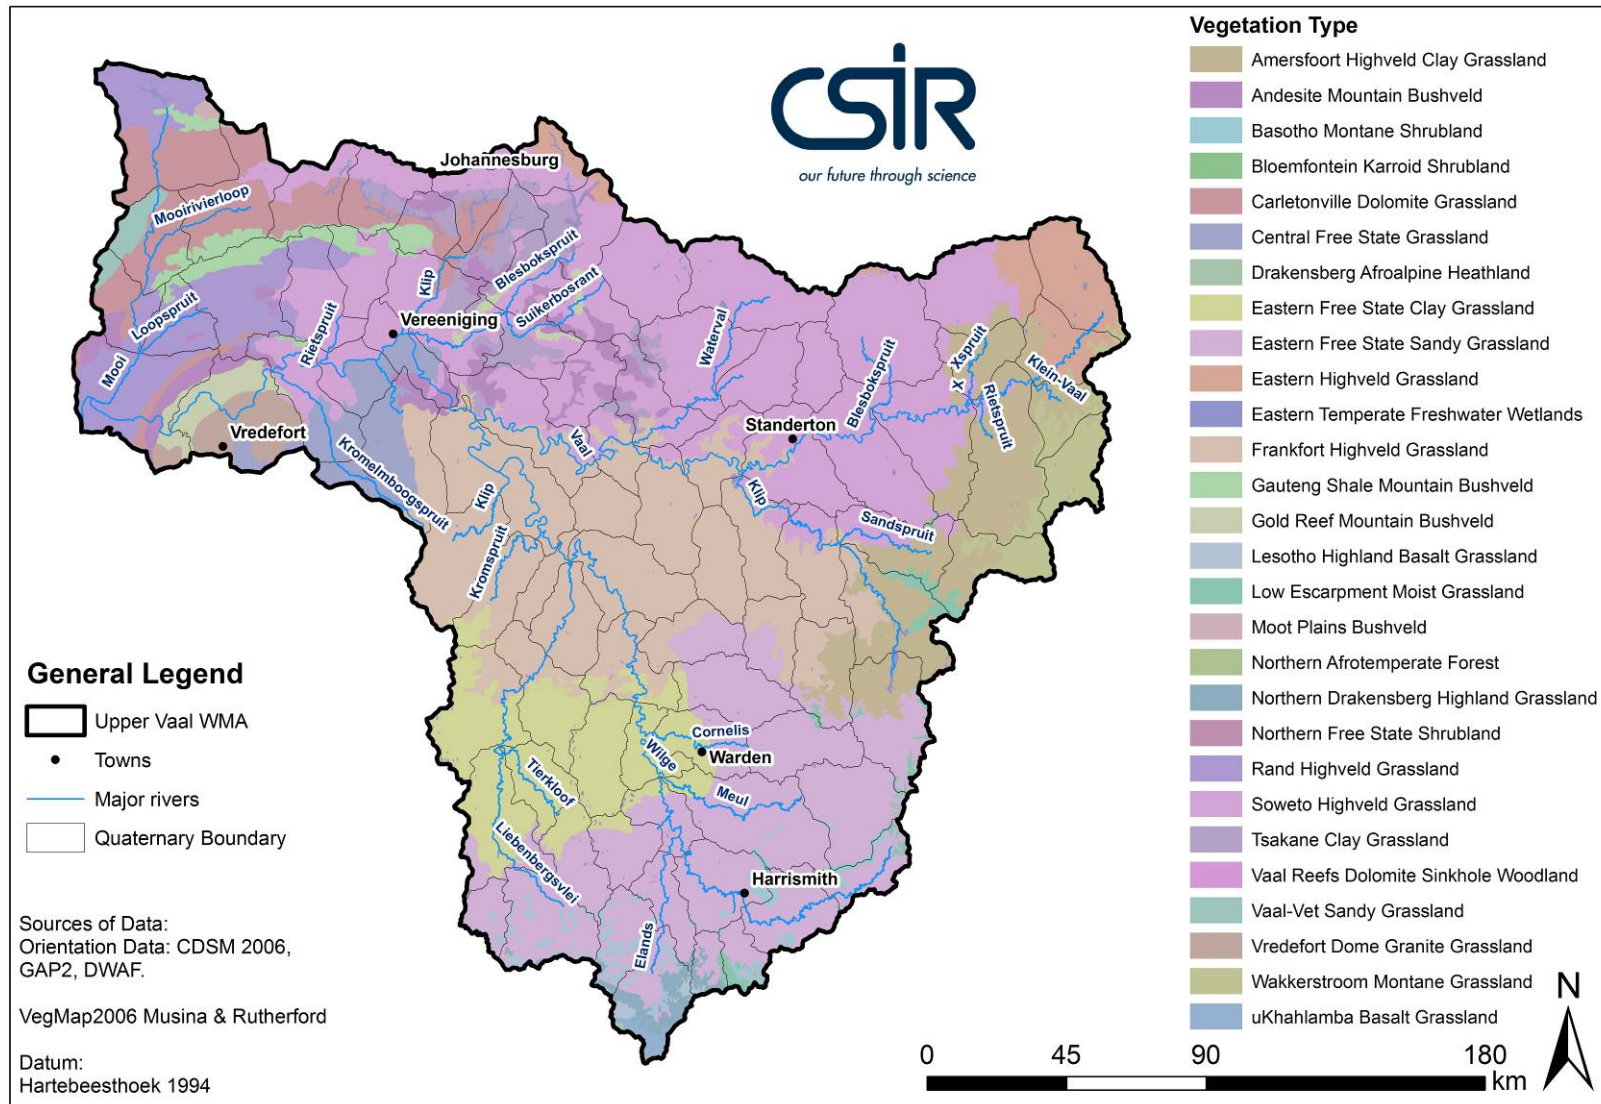 CSIR
our future through science
Johannesburg
Mooirivierloop
Klip
Blesbokspruit
Suikerbosrant
Loopspruit
Rietspruit
Vereeniging
Mooi
Waterval
Blesbokspruit
X Xspruit
Klein-Vaal
Rietspruit
Vredefort
Standerton
Vaal
Kromelmboogspruit
Klip
Klip
Sandspruit
Kromspruit
Cornelis
Wilge
Warden
Tierkloof
Meul
Liebenbergsvlei
Harrismith
Elands
General Legend
Upper Vaal WMA
Towns
Major rivers
Quaternary Boundary
Sources of Data:
Orientation Data: CDSM 2006,
GAP2, DWAF.
VegMap2006 Musina & Rutherford
Datum:
Hartebeesthoek 1994
Vegetation Type
Amersfoort Highveld Clay Grassland
Andesite Mountain Bushveld
Basotho Montane Shrubland
Bloemfontein Karroid Shrubland
Carletonville Dolomite Grassland
Central Free State Grassland
Drakensberg Afroalpine Heathland
Eastern Free State Clay Grassland
Eastern Free State Sandy Grassland
Eastern Highveld Grassland
Eastern Temperate Freshwater Wetlands
Frankfort Highveld Grassland
Gauteng Shale Mountain Bushveld
Gold Reef Mountain Bushveld
Lesotho Highland Basalt Grassland
Low Escarpment Moist Grassland
Moot Plains Bushveld
Northern Afrotemperate Forest
Northern Drakensberg Highland Grassland
Northern Free State Shrubland
Rand Highveld Grassland
Soweto Highveld Grassland
Tsakane Clay Grassland
Vaal Reefs Dolomite Sinkhole Woodland
Vaal-Vet Sandy Grassland
Vredefort Dome Granite Grassland
Wakkerstroom Montane Grassland
uKhahlamba Basalt Grassland
N
0 45 90 180
km